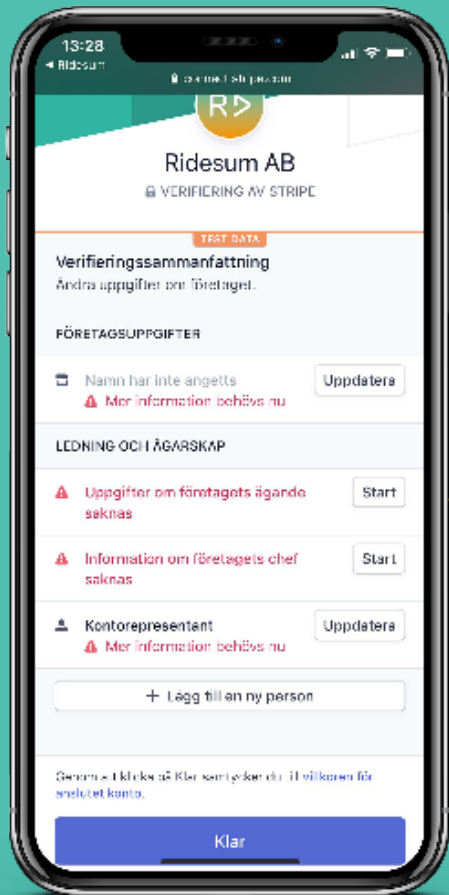 13:28
◀ Ridesum
connect.stripe.com
R
Ridesum AB
VERIFIERING AV STRIPE
TEST DATA
Verifieringssammanfattning
Ändra uppgifter om företaget.
FÖRETAGSUPPGIFTER
Namn har inte angetts
Uppdatera
Mer information behövs nu
LEDNING OCH ÄGARSKAP
Uppgifter om företagets ägande
saknas
Start
Information om företagets chef
saknas
Start
Kontorepresentant
Uppdatera
Mer information behövs nu
+ Lägg till en ny person
Genom att klicka på Klar samtycker du till villkoren för
anslutet konto.
Klar